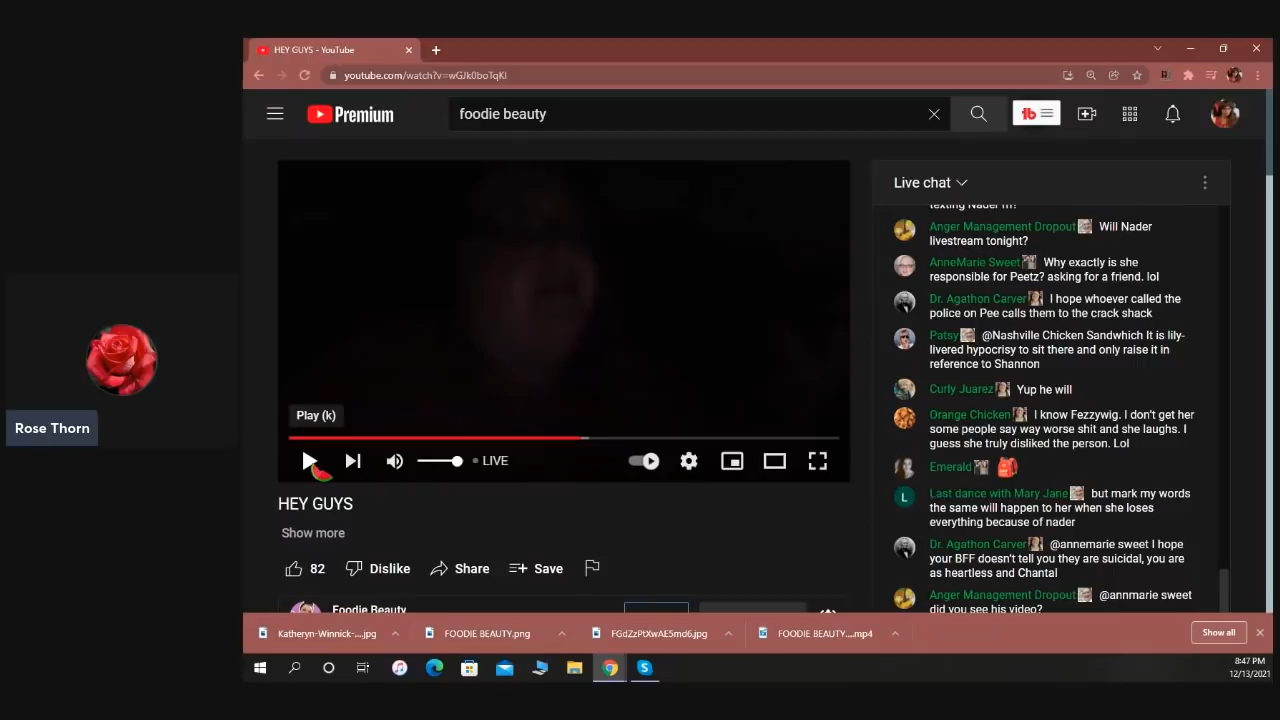 HEY GUYS - YouTube
youtube.com/watch?v=wGJk0boTqKI
Premium
foodie beauty
Live chat
texting Nader rn?
Anger Management Dropout Will Nader
livestream tonight?
AnneMarie Sweet Why exactly is she
responsible for Peetz? asking for a friend. lol
Dr. Agathon Carver I hope whoever called the
police on Pee calls them to the crack shack
Patsy @Nashville Chicken Sandwhich It is lily-
livered hypocrisy to sit there and only raise it in
reference to Shannon
Curly Juarez Yup he will
Orange Chicken I know Fezzywig. I don't get her
some people say way worse shit and she laughs. I
guess she truly disliked the person. Lol
Emerald
L
Last dance with Mary Jane but mark my words
the same will happen to her when she loses
everything because of nader
Dr. Agathon Carver @annemarie sweet I hope
your BFF doesn't tell you they are suicidal, you are
as heartless and Chantal
Anger Management Dropout @annmarie sweet
did you see his video?
Play (k)
LIVE
HEY GUYS
Show more
82 Dislike Share Save
Foodie Beauty
Rose Thorn
Katheryn-Winnick-....jpg
FOODIE BEAUTY.png
FGdZzPtXwAE5md6.jpg
FOODIE BEAUTY....mp4
Show all
8:47 PM
12/13/2021